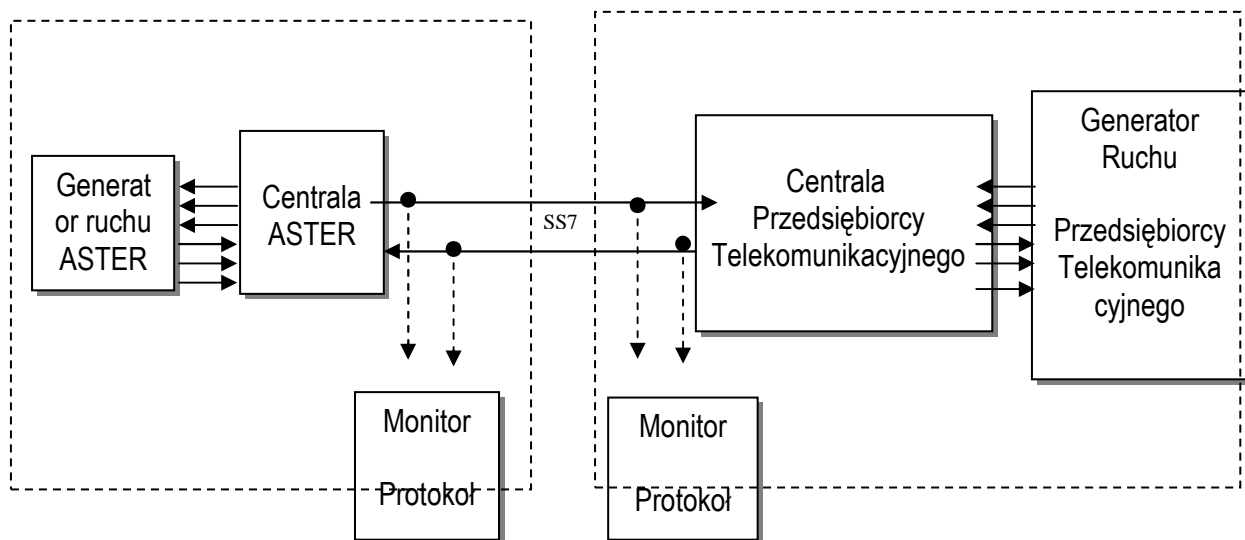 Generat
or ruchu
ASTER
Centrala
ASTER
SS7
Centrala
Przedsiębiorcy
Telekomunikacyjnego
Generator
Ruchu
Przedsiębiorcy
Telekomunika
cyjnego
Monitor
Protokoł
Monitor
Protokoł